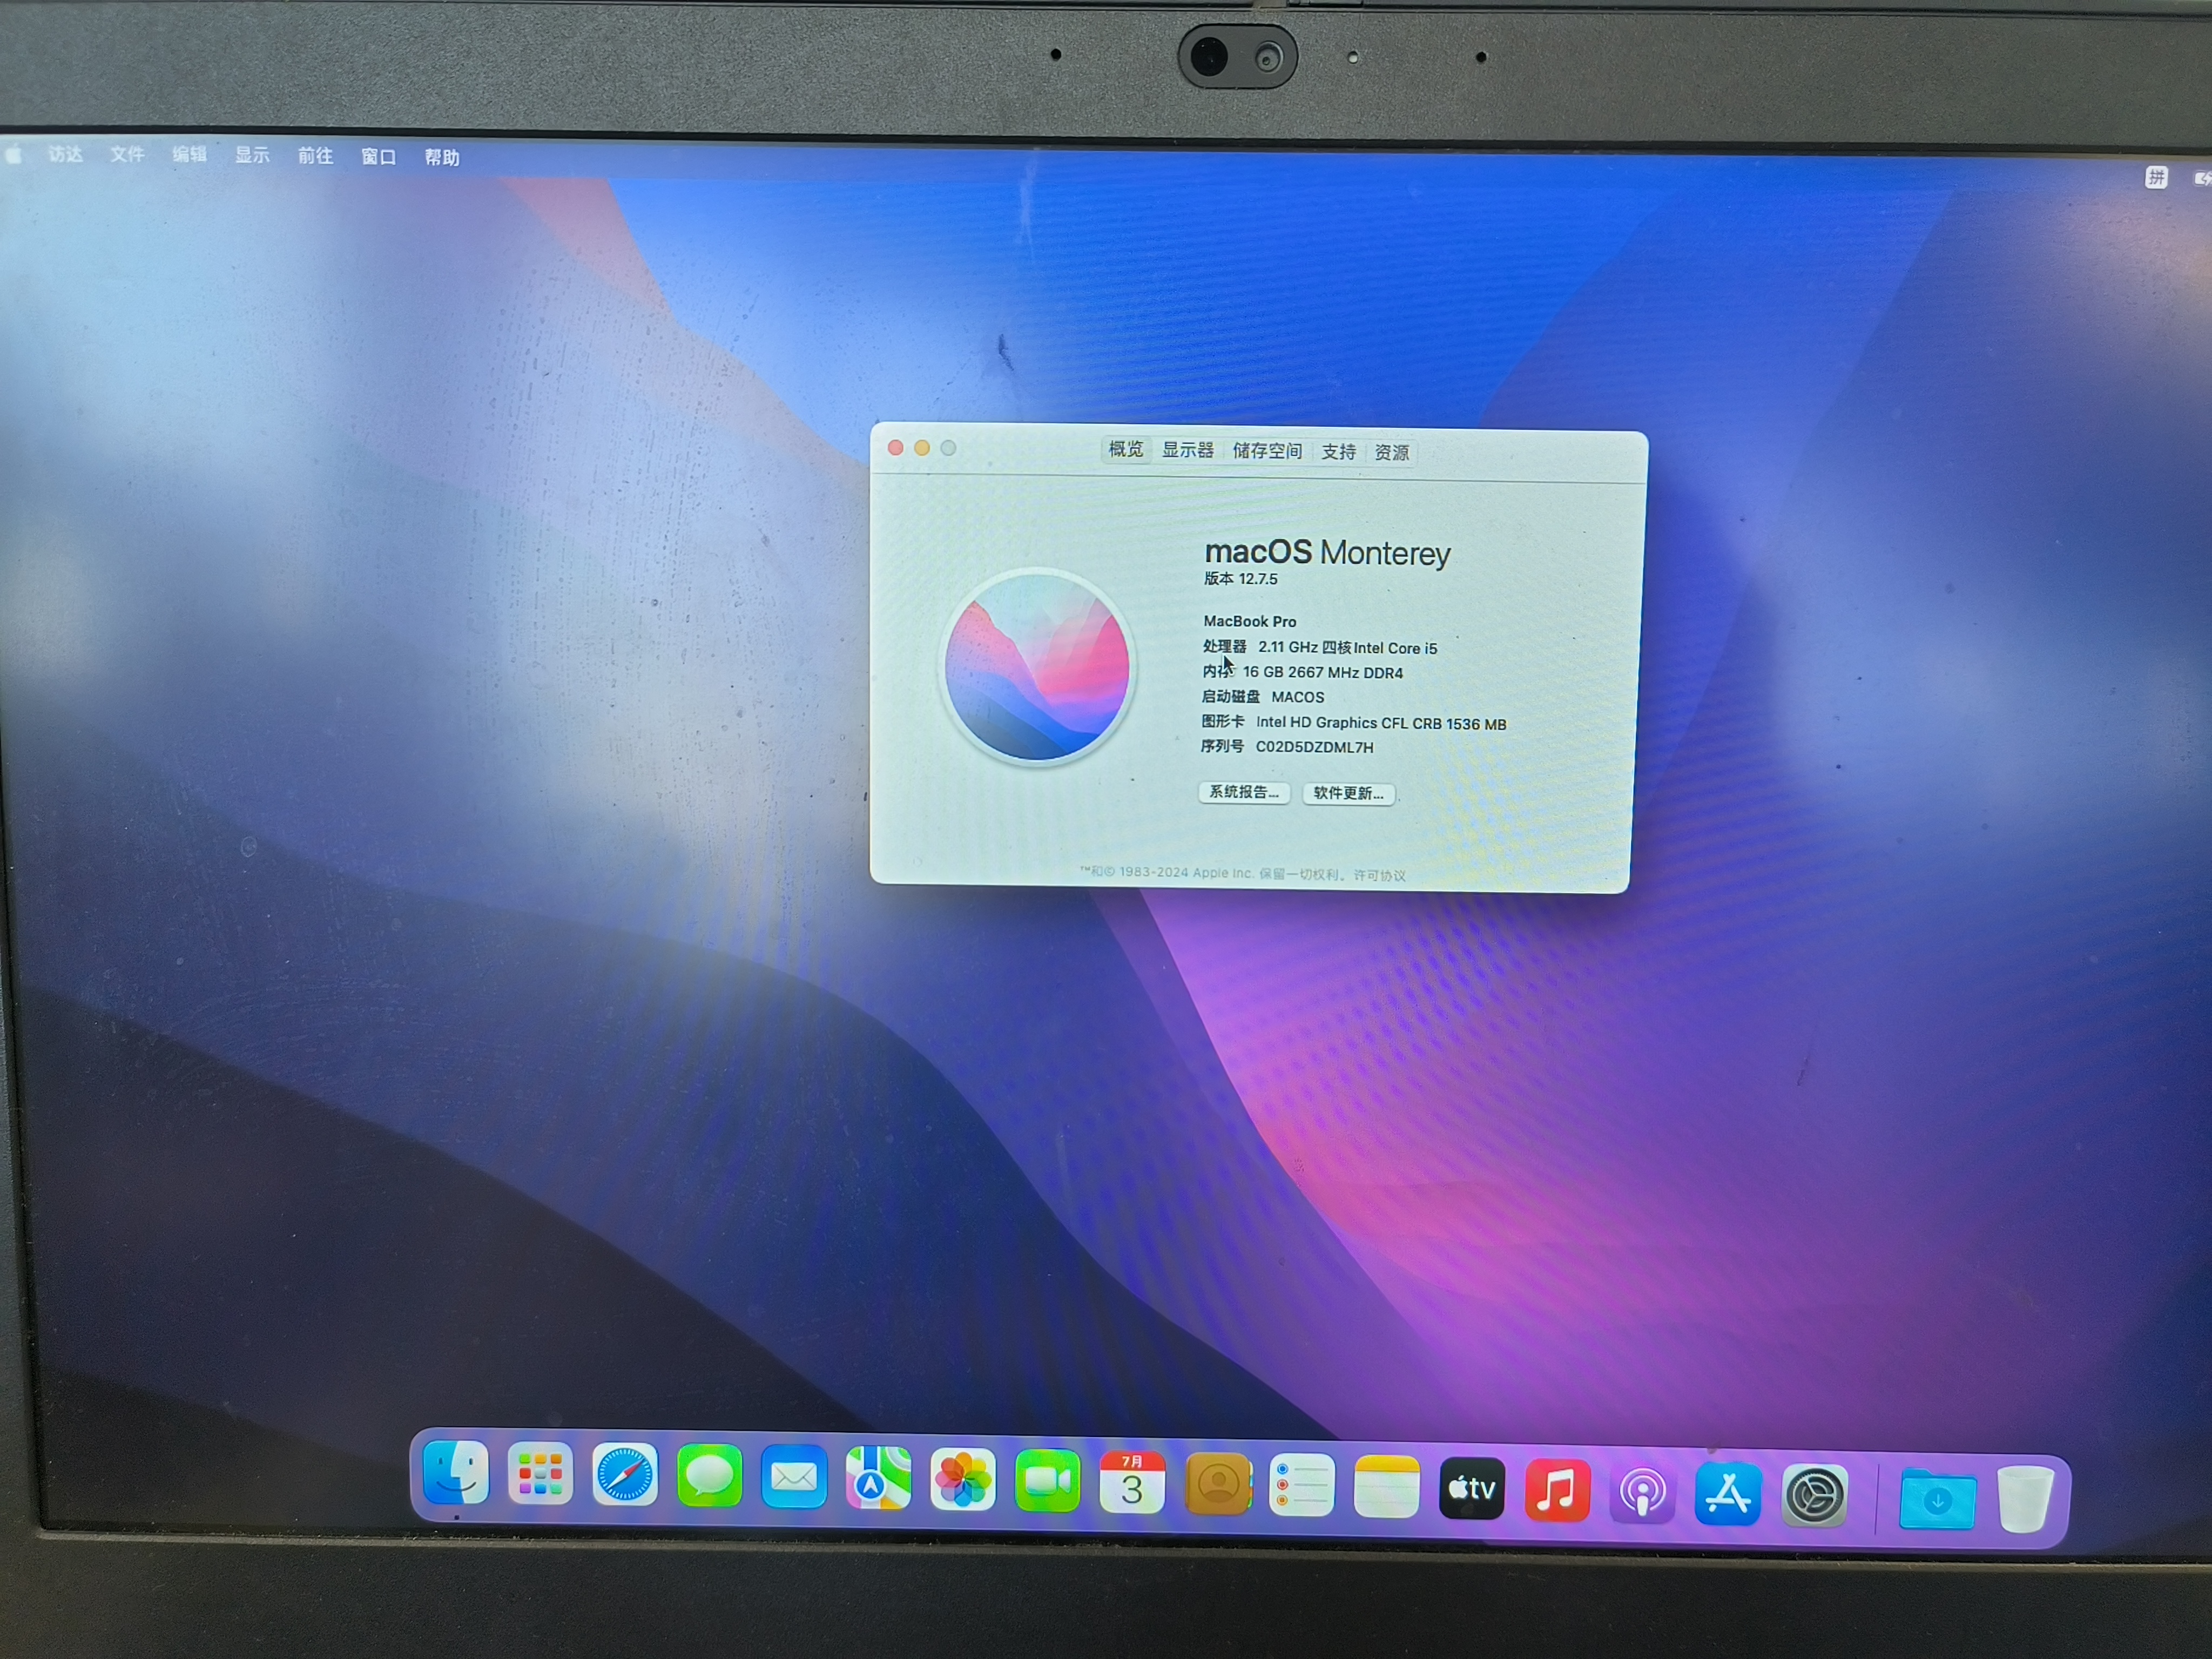 访达 文件 编辑 显示 前往 窗口 帮助
拼
概览 显示器 储存空间 支持 资源
macOS Monterey
版本 12.7.5
MacBook Pro
处理器 2.11 GHz 四核Intel Core i5
内存 16 GB 2667 MHz DDR4
启动磁盘 MACOS
图形卡 Intel HD Graphics CFL CRB 1536 MB
序列号 C02D5DZDML7H
系统报告... 软件更新...
™和© 1983-2024 Apple Inc. 保留一切权利。许可协议
7月
3
tv